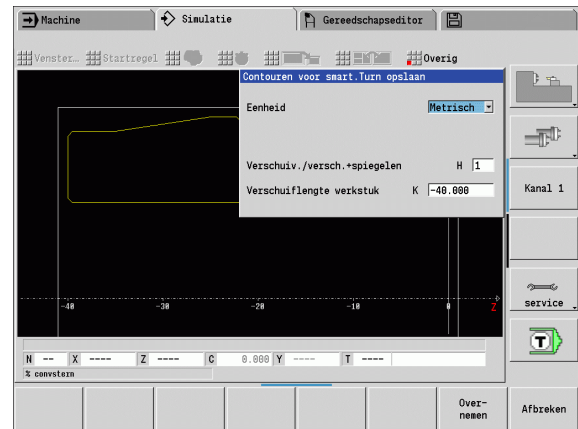 Machine
Simulatie
Gereedschapseditor
Venster…
Startregel
Overig
Contouren voor smart.Turn opslaan
Eenheid
Metrisch
Verschuiv./versch.+spiegelen H 1
Verschuiflengte werkstuk K -40.000
Kanal 1
-40 -30 -20 -10 0 Z
service
T
N -- X ---- Z ---- C 0.000 Y ---- T ----
% convstern
Over-
nemen
Afbreken